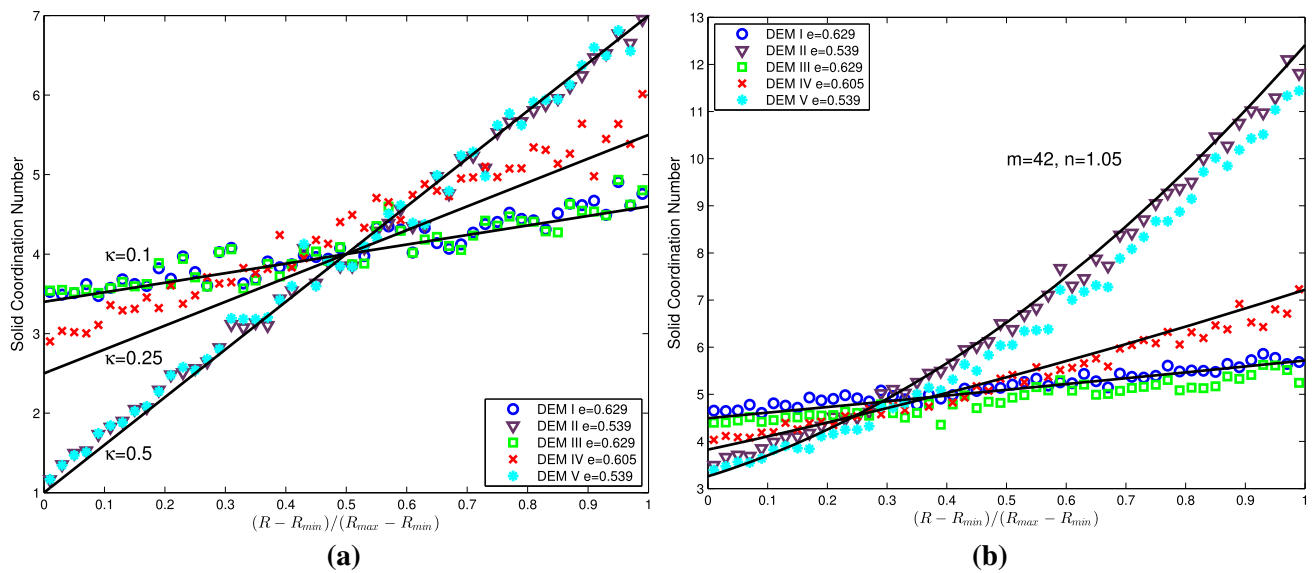 7
6
5
4
3
2
1
0
0.1
0.2
0.3
0.4
0.5
0.6
0.7
0.8
0.9
1
Solid Coordination Number
(R − R_min)/(R_max − R_min)
κ=0.1
κ=0.25
κ=0.5
DEM I e=0.629
DEM II e=0.539
DEM III e=0.629
DEM IV e=0.605
DEM V e=0.539
(a)
13
12
11
10
9
8
7
6
5
4
3
0
0.1
0.2
0.3
0.4
0.5
0.6
0.7
0.8
0.9
1
Solid Coordination Number
(R − R_min)/(R_max − R_min)
DEM I e=0.629
DEM II e=0.539
DEM III e=0.629
DEM IV e=0.605
DEM V e=0.539
m=42, n=1.05
(b)